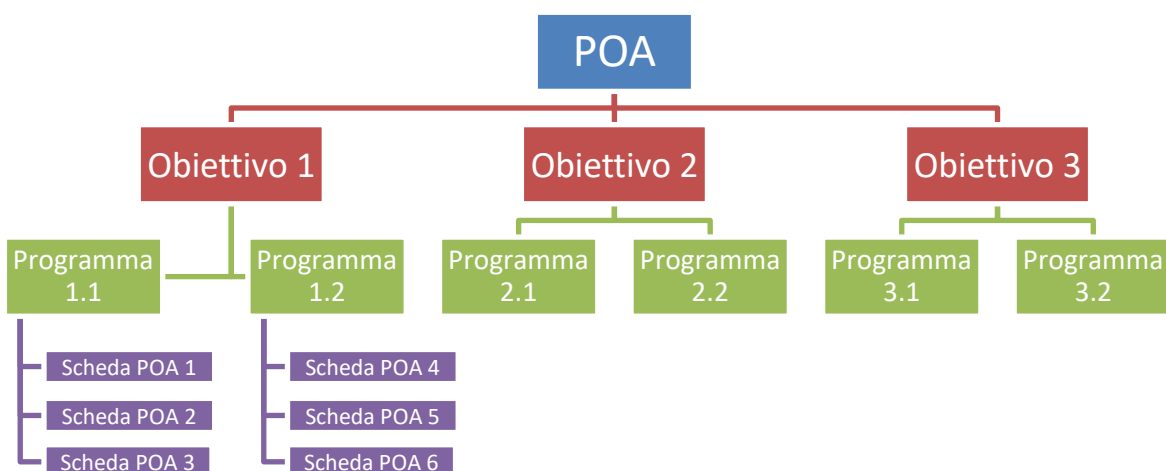 POA
Obiettivo 1
Obiettivo 2
Obiettivo 3
Programma
1.1
Programma
1.2
Programma
2.1
Programma
2.2
Programma
3.1
Programma
3.2
Scheda POA 1
Scheda POA 4
Scheda POA 2
Scheda POA 5
Scheda POA 3
Scheda POA 6